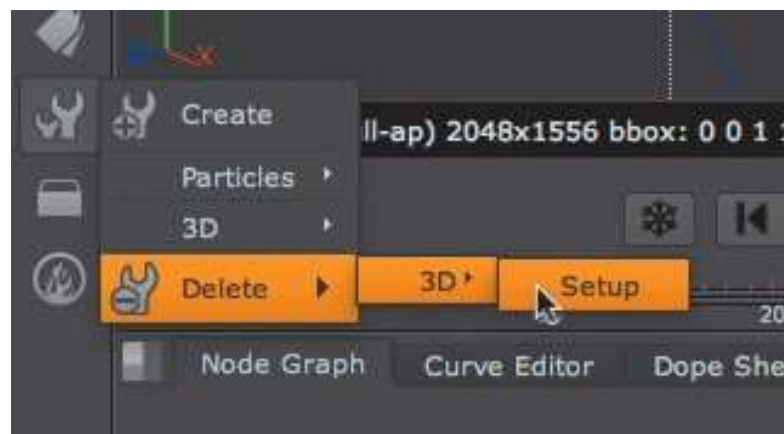 Create
ll-ap) 2048x1556 bbox: 0 0 1
Particles
3D
Delete
3D
Setup
20
Node Graph
Curve Editor
Dope She